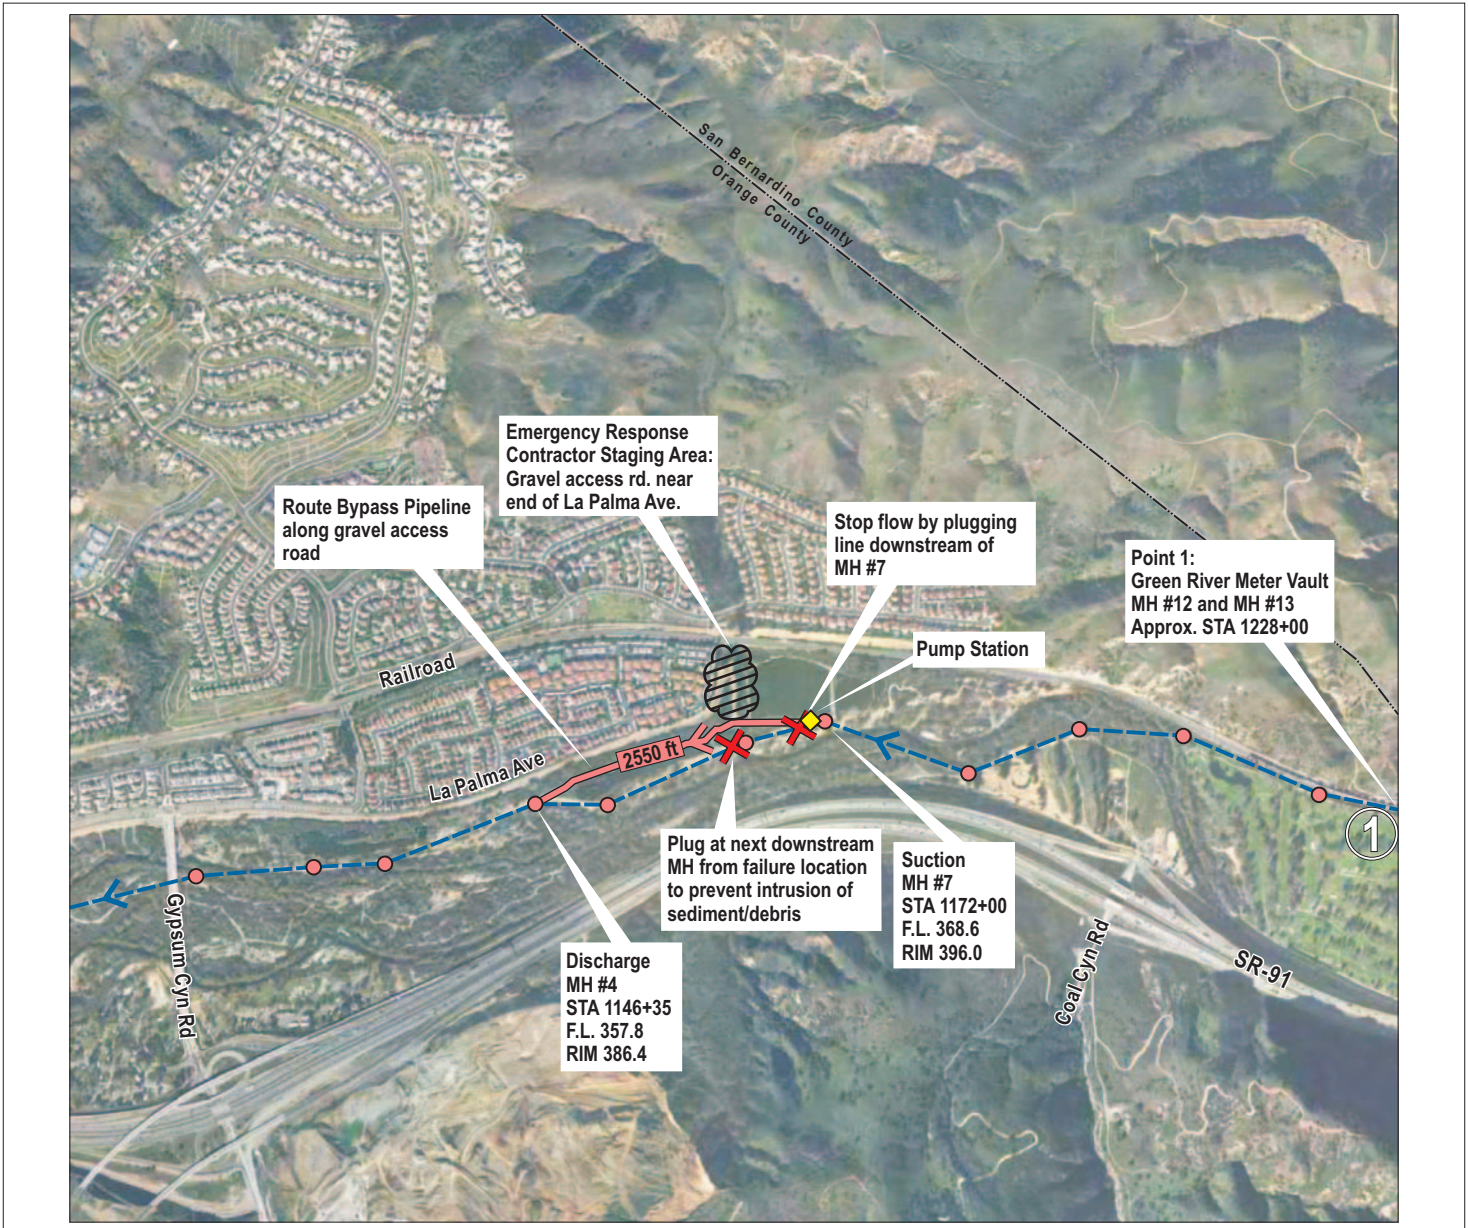 San Bernardino County
Orange County
Emergency Response
Contractor Staging Area:
Gravel access rd. near
end of La Palma Ave.
Route Bypass Pipeline
along gravel access
road
Stop flow by plugging
line downstream of
MH #7
Point 1:
Green River Meter Vault
MH #12 and MH #13
Approx. STA 1228+00
Pump Station
Railroad
2550 ft
La Palma Ave
1
Plug at next downstream
MH from failure location
to prevent intrusion of
sediment/debris
Suction
MH #7
STA 1172+00
F.L. 368.6
RIM 396.0
Discharge
MH #4
STA 1146+35
F.L. 357.8
RIM 386.4
Gypsum Cyn Rd
Coal Cyn Rd
SR-91